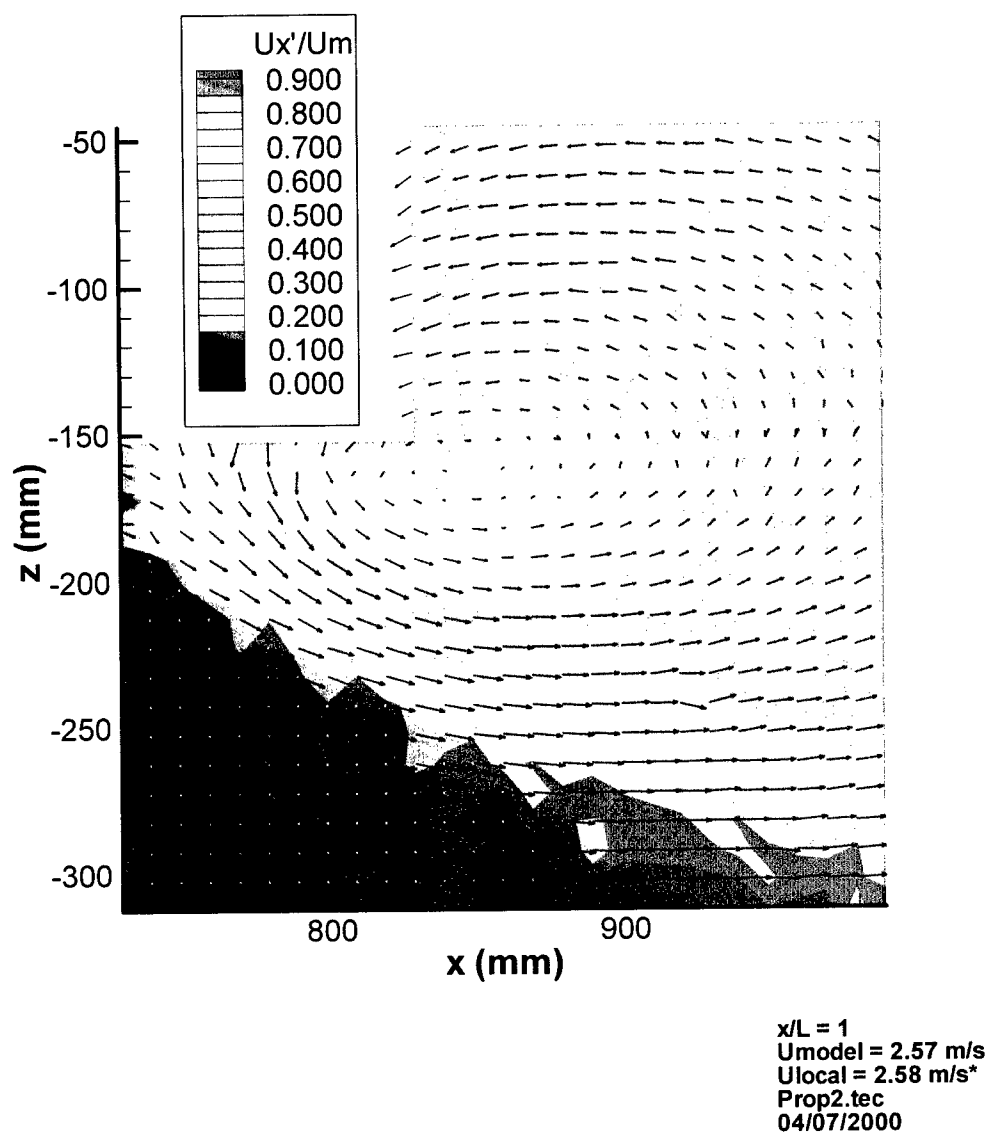 Ux'/Um
0.900
0.800
0.700
0.600
0.500
0.400
0.300
0.200
0.100
0.000
-50
-100
-150
-200
-250
-300
z (mm)
800
900
x (mm)
x/L = 1
Umodel = 2.57 m/s
Ulocal = 2.58 m/s*
Prop2.tec
04/07/2000